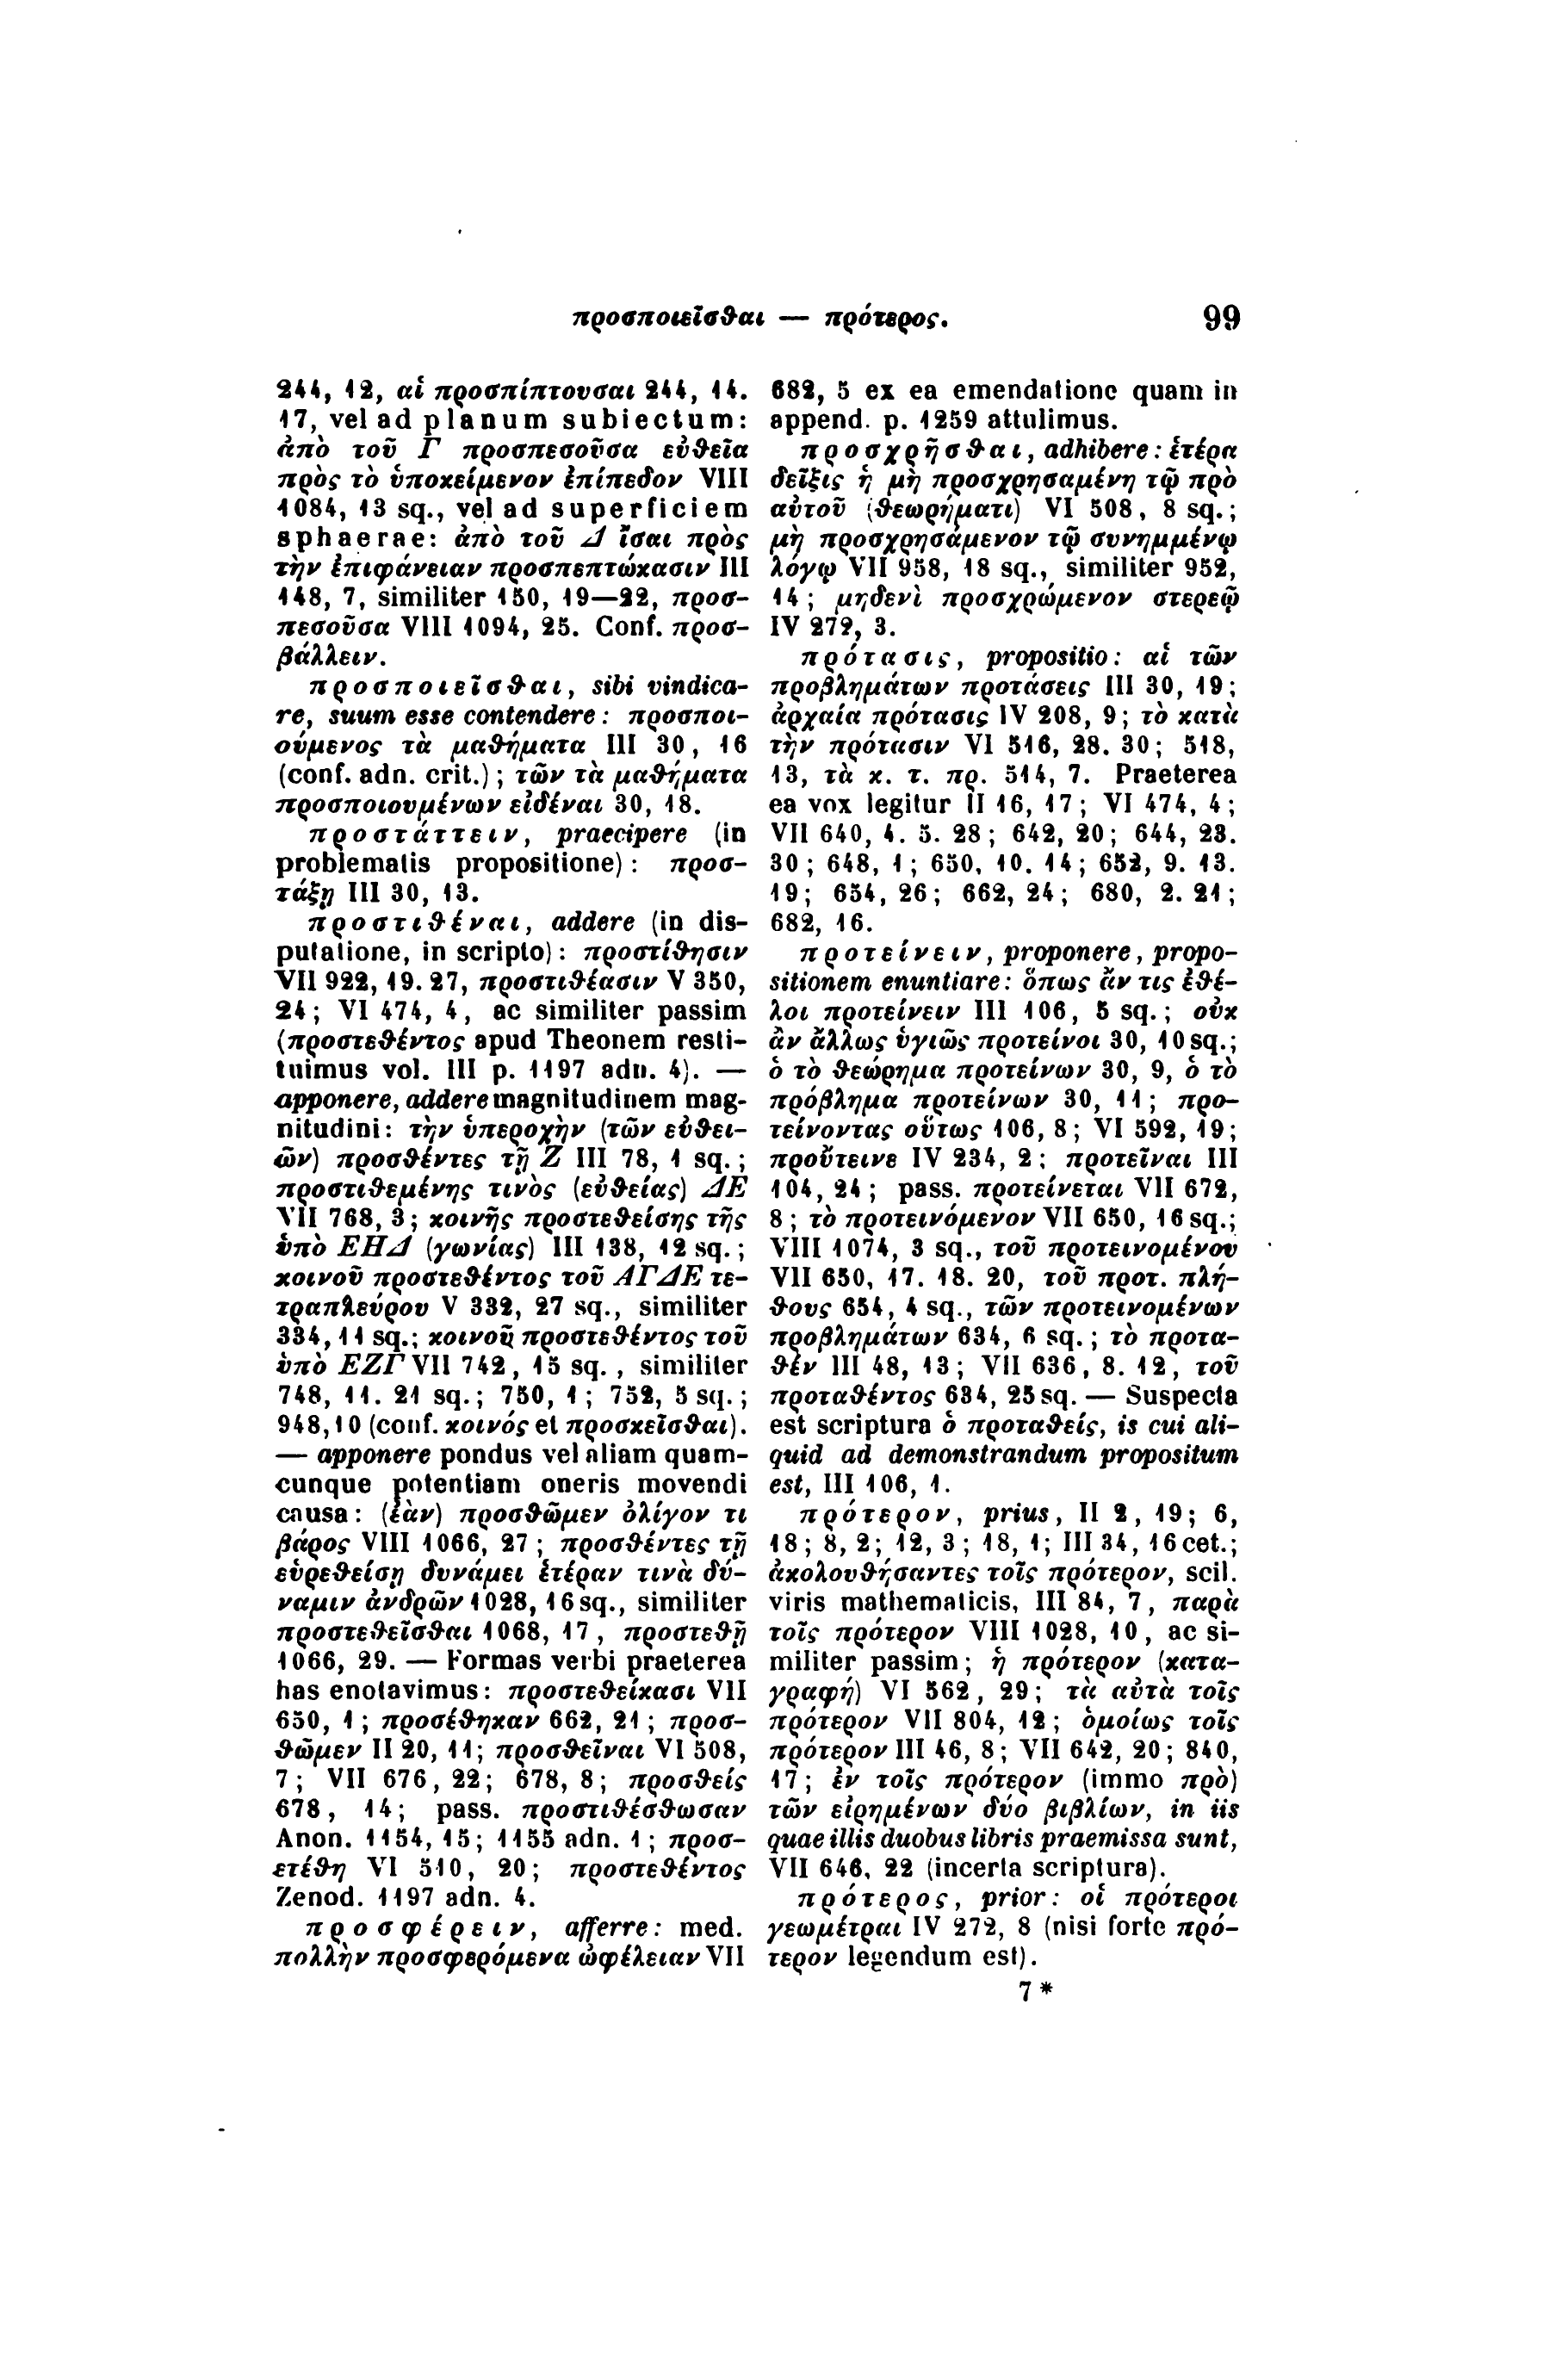 προσποιεῖσθαι — πρότερος.
99
244, 12, αἱ προσπίπτουσαι 244, 14.
17, vel ad planum subiectum:
ἀπὸ τοῦ Γ προσπεσοῦσα εὐθεῖα
πρὸς τὸ ὑποκείμενον ἐπίπεδον VIII
1084, 13 sq., vel ad superficiem
sphaerae: ἀπὸ τοῦ Δ ἴσαι πρὸς
τὴν ἐπιφάνειαν προσπεπτώκασιν III
148, 7, similiter 150, 19—22, προσ-
πεσοῦσα VIII 1094, 25. Conf. προσ-
βάλλειν.
προσποιεῖσθαι, sibi vindica-
re, suum esse contendere: προσποι-
ούμενος τὰ μαθήματα III 30, 16
(conf. adn. crit.); τῶν τὰ μαθήματα
προσποιουμένων εἰδέναι 30, 18.
προστάττειν, praecipere (in
problematis propositione): προσ-
τάξῃ III 30, 13.
προστιθέναι, addere (in dis-
putatione, in scripto): προστίθησιν
VII 922, 19. 27, προστιθέασιν V 350,
24; VI 474, 4, ac similiter passim
(προστεθέντος apud Theonem resti-
tuimus vol. III p. 1197 adn. 4). —
apponere, addere magnitudinem mag-
nitudini: τὴν ὑπεροχὴν (τῶν εὐθει-
ῶν) προσθέντες τῇ Ζ III 78, 1 sq.;
προστιθεμένης τινὸς (εὐθείας) ΔΕ
VII 768, 3; κοινῆς προστεθείσης τῆς
ὑπὸ ΕΗΔ (γωνίας) III 138, 12 sq.;
κοινοῦ προστεθέντος τοῦ ΑΓΔΕ τε-
τραπλεύρου V 332, 27 sq., similiter
334, 11 sq.; κοινοῦ προστεθέντος τοῦ
ὑπὸ ΕΖΓ VII 742, 15 sq., similiter
748, 11. 21 sq.; 750, 1; 752, 5 sq.;
948, 10 (conf. κοινός et προσκεῖσθαι).
— apponere pondus vel aliam quam-
cunque potentiam oneris movendi
causa: (ἐὰν) προσθῶμεν ὀλίγον τι
βάρος VIII 1066, 27; προσθέντες τῇ
εὑρεθείσῃ δυνάμει ἑτέραν τινὰ δύ-
ναμιν ἀνδρῶν 1028, 16 sq., similiter
προστεθεῖσθαι 1068, 17, προστεθῇ
1066, 29. — Formas verbi praeterea
has enotavimus: προστεθείκασι VII
650, 1; προσέθηκαν 662, 21; προσ-
θῶμεν II 20, 11; προσθεῖναι VI 508,
7; VII 676, 22; 678, 8; προσθείς
678, 14; pass. προστιθέσθωσαν
Anon. 1154, 15; 1155 adn. 1; προσ-
ετέθη VI 510, 20; προστεθέντος
Zenod. 1197 adn. 4.
προσφέρειν, afferre: med.
πολλὴν προσφερόμενα ὠφέλειαν VII
682, 5 ex ea emendatione quam in
append. p. 1259 attulimus.
προσχρῆσθαι, adhibere: ἑτέρα
δεῖξις ἡ μὴ προσχρησαμένη τῷ πρὸ
αὐτοῦ (θεωρήματι) VI 508, 8 sq.;
μὴ προσχρησάμενον τῷ συνημμένῳ
λόγῳ VII 958, 18 sq., similiter 952,
14; μηδενὶ προσχρώμενον στερεῷ
IV 272, 3.
πρότασις, propositio: αἱ τῶν
προβλημάτων προτάσεις III 30, 19;
ἀρχαία πρότασις IV 208, 9; τὸ κατὰ
τὴν πρότασιν VI 516, 28. 30; 518,
13, τὰ κ. τ. πρ. 514, 7. Praeterea
ea vox legitur II 16, 17; VI 474, 4;
VII 640, 4. 5. 28; 642, 20; 644, 23.
30; 648, 1; 650, 10. 14; 652, 9. 13.
19; 654, 26; 662, 24; 680, 2. 21;
682, 16.
προτείνειν, proponere, propo-
sitionem enuntiare: ὅπως ἄν τις ἐθέ-
λοι προτείνειν III 106, 5 sq.; οὐκ
ἂν ἄλλως ὑγιῶς προτείνοι 30, 10 sq.;
ὁ τὸ θεώρημα προτείνων 30, 9, ὁ τὸ
πρόβλημα προτείνων 30, 11; προ-
τείνοντας οὕτως 106, 8; VI 592, 19;
προὔτεινε IV 234, 2; προτεῖναι III
104, 24; pass. προτείνεται VII 672,
8; τὸ προτεινόμενον VII 650, 16 sq.;
VIII 1074, 3 sq., τοῦ προτεινομένου
VII 650, 17. 18. 20, τοῦ προτ. πλή-
θους 654, 4 sq., τῶν προτεινομένων
προβλημάτων 634, 6 sq.; τὸ προτα-
θὲν III 48, 13; VII 636, 8. 12, τοῦ
προταθέντος 634, 25 sq. — Suspecta
est scriptura ὁ προταθείς, is cui ali-
quid ad demonstrandum propositum
est, III 106, 1.
πρότερον, prius, II 2, 19; 6,
18; 8, 2; 12, 3; 18, 1; III 34, 16 cet.;
ἀκολουθήσαντες τοῖς πρότερον, scil.
viris mathematicis, III 84, 7, παρὰ
τοῖς πρότερον VIII 1028, 10, ac si-
militer passim; ἡ πρότερον (κατα-
γραφή) VI 562, 29; τὰ αὐτὰ τοῖς
πρότερον VII 804, 12; ὁμοίως τοῖς
πρότερον III 46, 8; VII 642, 20; 840,
17; ἐν τοῖς πρότερον (immo πρὸ)
τῶν εἰρημένων δύο βιβλίων, in iis
quae illis duobus libris praemissa sunt,
VII 646, 22 (incerta scriptura).
πρότερος, prior: οἱ πρότεροι
γεωμέτραι IV 272, 8 (nisi forte πρό-
τερον legendum est).
7*